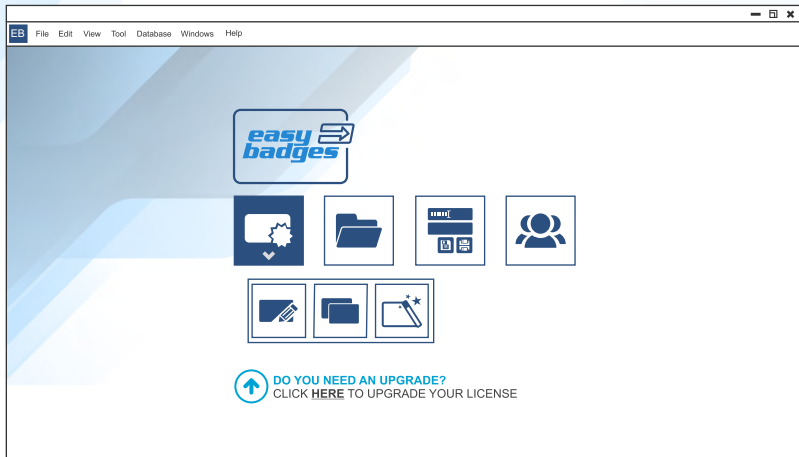 EB File Edit View Tool Database Windows Help
easy
badges
DO YOU NEED AN UPGRADE?
CLICK HERE TO UPGRADE YOUR LICENSE